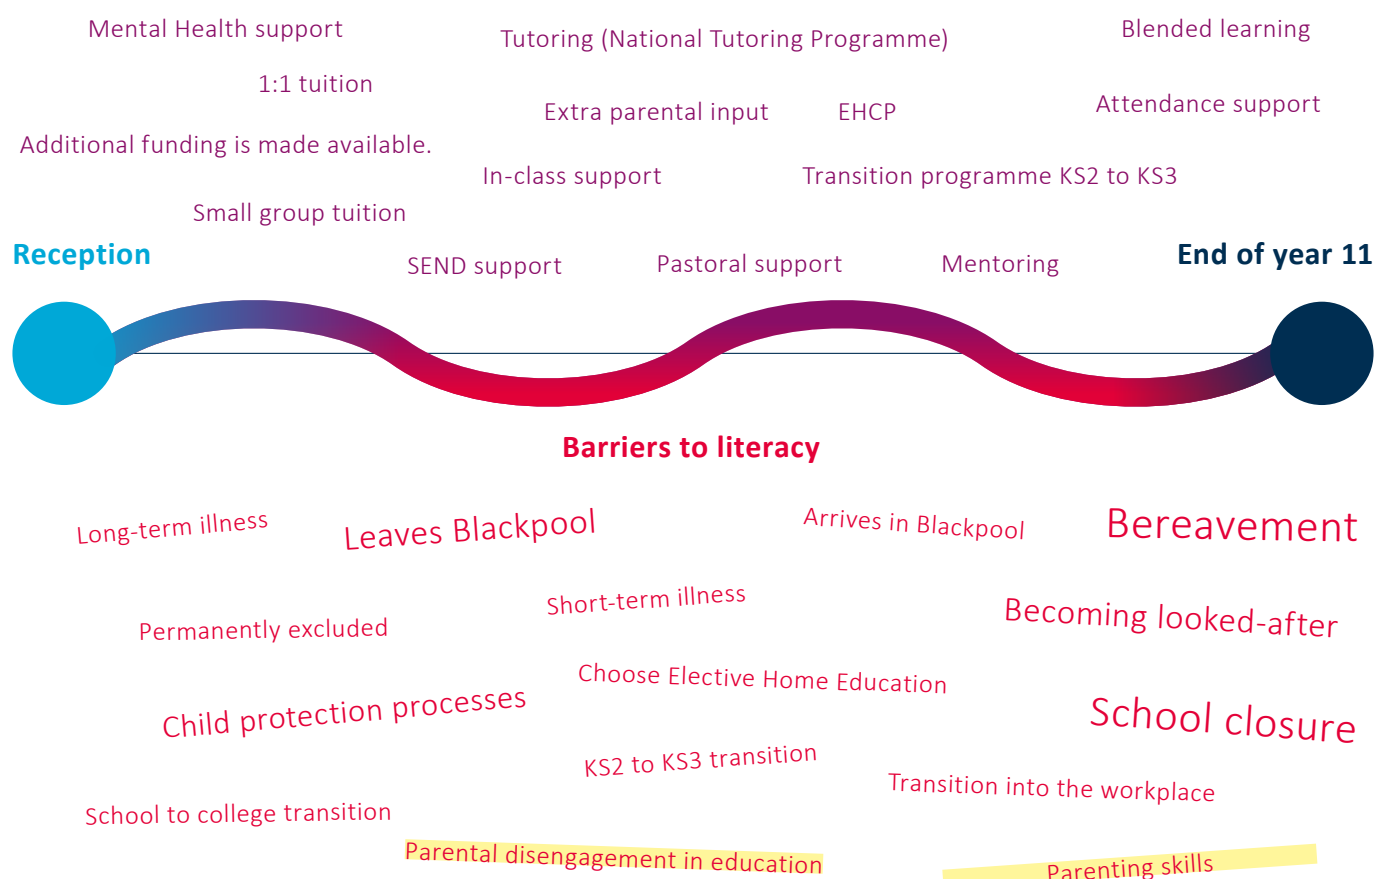 Mental Health support
Tutoring (National Tutoring Programme)
Blended learning
1:1 tuition
Extra parental input
EHCP
Attendance support
Additional funding is made available.
In-class support
Transition programme KS2 to KS3
Small group tuition
Reception
SEND support
Pastoral support
Mentoring
End of year 11
Barriers to literacy
Long-term illness
Leaves Blackpool
Arrives in Blackpool
Bereavement
Short-term illness
Becoming looked-after
Permanently excluded
Choose Elective Home Education
Child protection processes
School closure
KS2 to KS3 transition
Transition into the workplace
School to college transition
Parental disengagement in education
Parenting skills